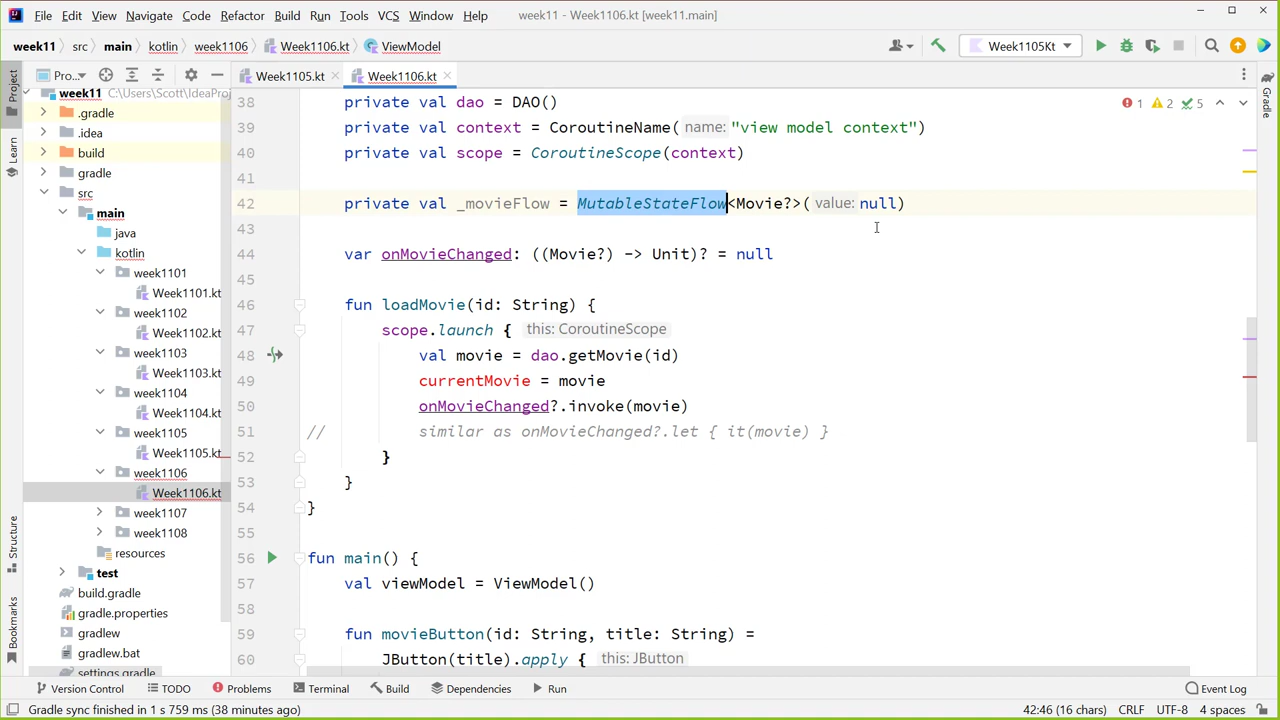 File Edit View Navigate Code Refactor Build Run Tools VCS Window Help week11 - Week1106.kt [week11.main]
week11 src main kotlin week1106 Week1106.kt ViewModel Week1105Kt
Pro... Week1105.kt Week1106.kt
Project
Learn
Structure
Bookmarks
week11 C:\Users\Scott\IdeaProj
.gradle
.idea
build
gradle
src
main
java
kotlin
week1101
Week1101.kt
week1102
Week1102.kt
week1103
Week1103.kt
week1104
Week1104.kt
week1105
Week1105.kt
week1106
Week1106.kt
week1107
week1108
resources
test
build.gradle
gradle.properties
gradlew
gradlew.bat
settings.gradle
38 private val dao = DAO()
39 private val context = CoroutineName( name: "view model context")
40 private val scope = CoroutineScope(context)
41
42 private val _movieFlow = MutableStateFlow<Movie?>( value: null)
43
44 var onMovieChanged: ((Movie?) -> Unit)? = null
45
46 fun loadMovie(id: String) {
47 scope.launch { this: CoroutineScope
48 val movie = dao.getMovie(id)
49 currentMovie = movie
50 onMovieChanged?.invoke(movie)
51 // similar as onMovieChanged?.let { it(movie) }
52 }
53 }
54 }
55
56 fun main() {
57 val viewModel = ViewModel()
58
59 fun movieButton(id: String, title: String) =
60 JButton(title).apply { this: JButton
1 2 5
Gradle
Version Control TODO Problems Terminal Build Dependencies Run Event Log
Gradle sync finished in 1 s 759 ms (38 minutes ago) 42:46 (16 chars) CRLF UTF-8 4 spaces